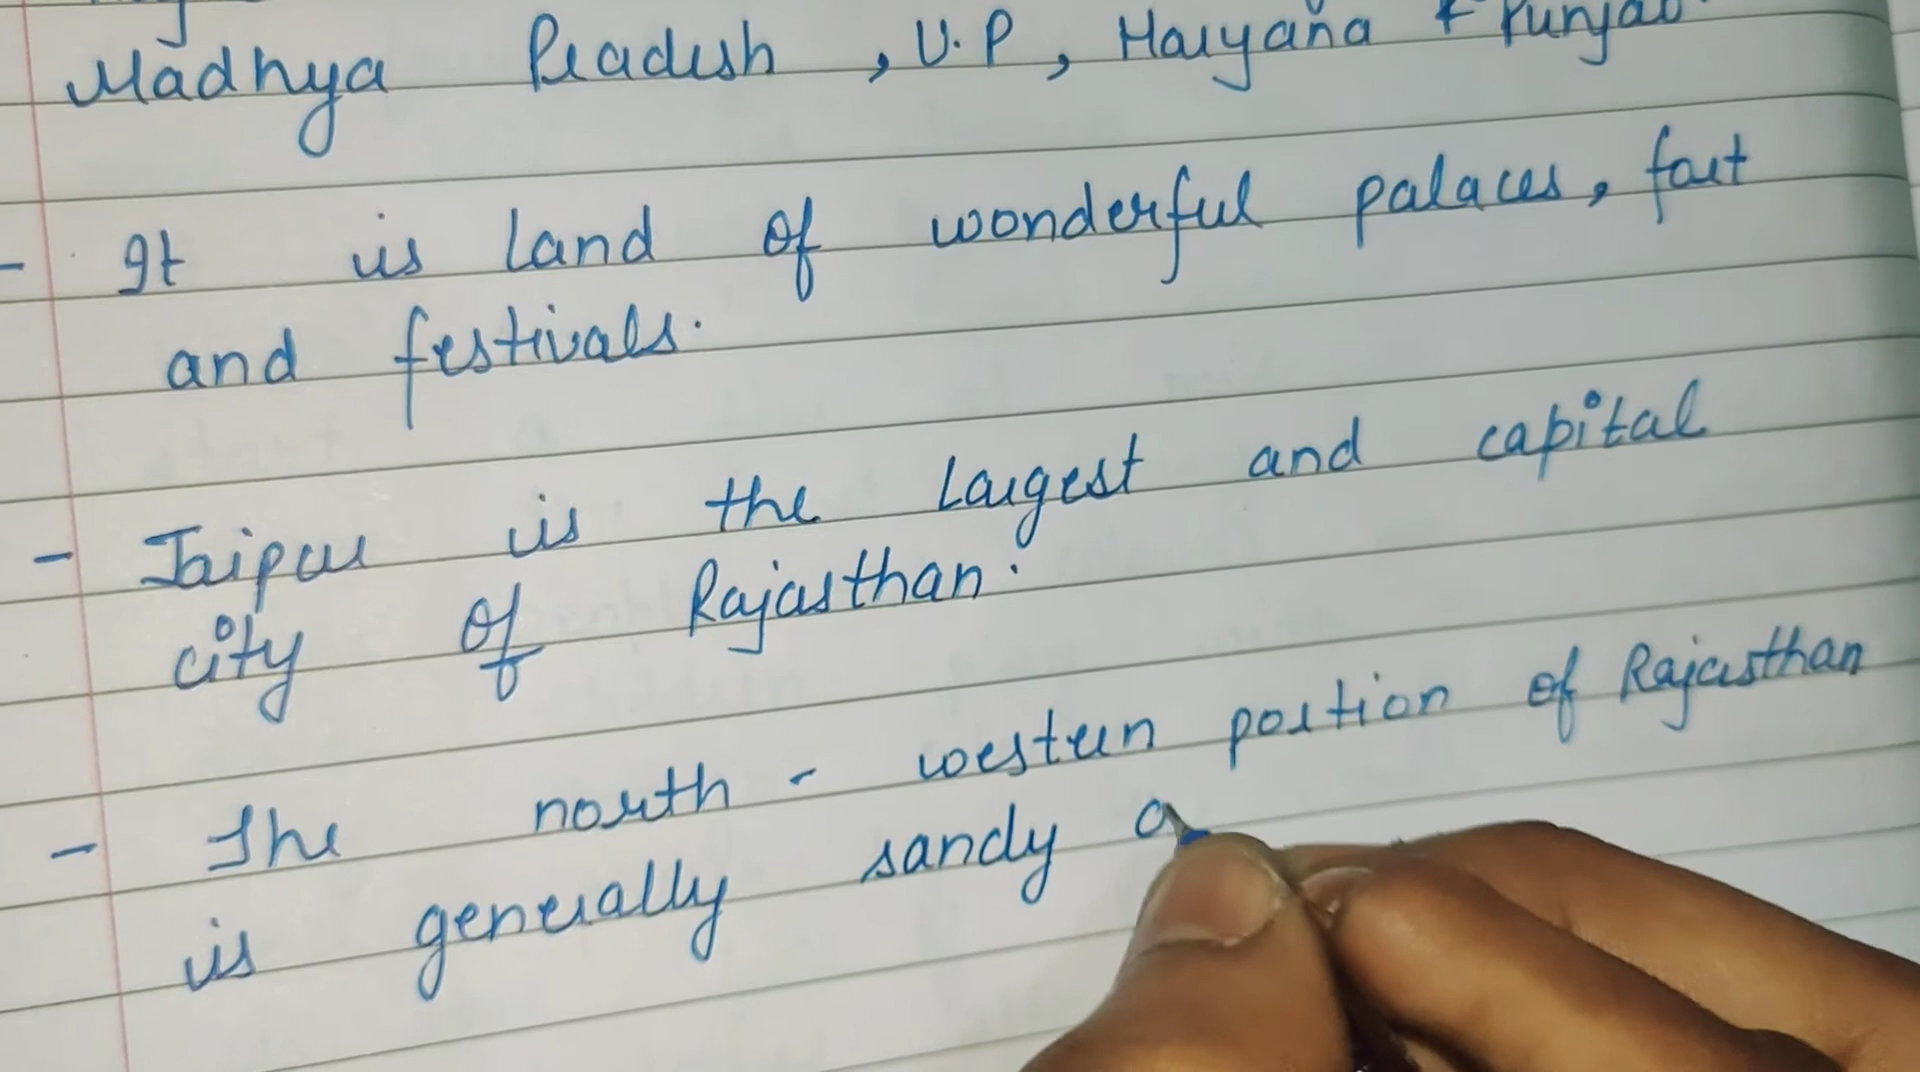 Madhya Pradesh , U.P, Haryana & Punjab.
- It is land of wonderful palaces, fort
and festivals.
- Jaipur is the largest and capital
city of Rajasthan.
- The north - western portion of Rajasthan
is generally sandy a